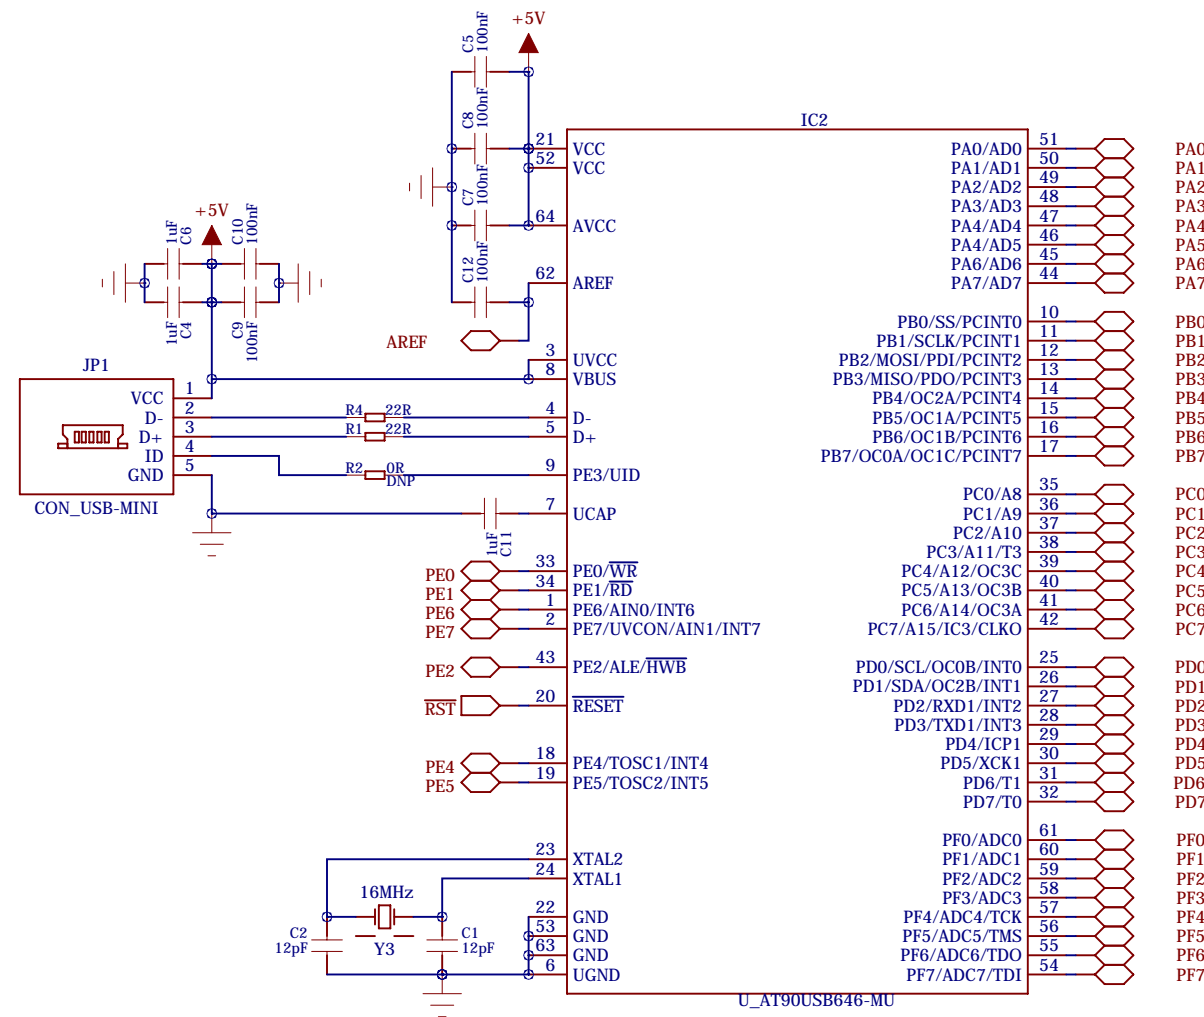 +5V
C5
100nF
C8
100nF
C7
100nF
C12
100nF
AREF
+5V
1uF
C6
C10
100nF
1uF
C4
C9
100nF
JP1
VCC 1
D- 2
D+ 3
ID 4
GND 5
CON_USB-MINI
R4 22R
R1 22R
R2 0R
DNP
1uF
C11
PE0
PE1
PE6
PE7
PE2
RST
PE4
PE5
16MHz
Y3
C2
12pF
C1
12pF
IC2
21 VCC
52 VCC
64 AVCC
62 AREF
3 UVCC
8 VBUS
4 D-
5 D+
9 PE3/UID
7 UCAP
33 PE0/WR
34 PE1/RD
1 PE6/AIN0/INT6
2 PE7/UVCON/AIN1/INT7
43 PE2/ALE/HWB
20 RESET
18 PE4/TOSC1/INT4
19 PE5/TOSC2/INT5
23 XTAL2
24 XTAL1
22 GND
53 GND
63 GND
6 UGND
PA0/AD0 51 PA0
PA1/AD1 50 PA1
PA2/AD2 49 PA2
PA3/AD3 48 PA3
PA4/AD4 47 PA4
PA4/AD5 46 PA5
PA6/AD6 45 PA6
PA7/AD7 44 PA7
PB0/SS/PCINT0 10 PB0
PB1/SCLK/PCINT1 11 PB1
PB2/MOSI/PDI/PCINT2 12 PB2
PB3/MISO/PDO/PCINT3 13 PB3
PB4/OC2A/PCINT4 14 PB4
PB5/OC1A/PCINT5 15 PB5
PB6/OC1B/PCINT6 16 PB6
PB7/OC0A/OC1C/PCINT7 17 PB7
PC0/A8 35 PC0
PC1/A9 36 PC1
PC2/A10 37 PC2
PC3/A11/T3 38 PC3
PC4/A12/OC3C 39 PC4
PC5/A13/OC3B 40 PC5
PC6/A14/OC3A 41 PC6
PC7/A15/IC3/CLKO 42 PC7
PD0/SCL/OC0B/INT0 25 PD0
PD1/SDA/OC2B/INT1 26 PD1
PD2/RXD1/INT2 27 PD2
PD3/TXD1/INT3 28 PD3
PD4/ICP1 29 PD4
PD5/XCK1 30 PD5
PD6/T1 31 PD6
PD7/T0 32 PD7
PF0/ADC0 61 PF0
PF1/ADC1 60 PF1
PF2/ADC2 59 PF2
PF3/ADC3 58 PF3
PF4/ADC4/TCK 57 PF4
PF5/ADC5/TMS 56 PF5
PF6/ADC6/TDO 55 PF6
PF7/ADC7/TDI 54 PF7
U_AT90USB646-MU